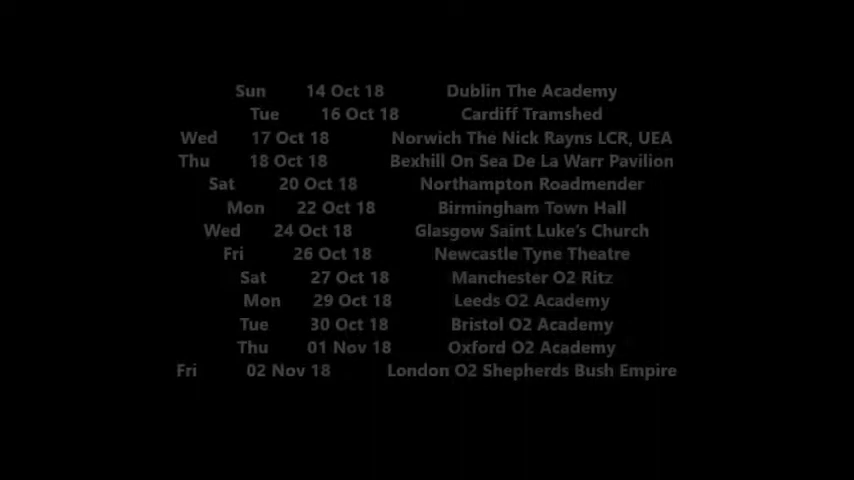 Sun 14 Oct 18 Dublin The Academy
Tue 16 Oct 18 Cardiff Tramshed
Wed 17 Oct 18 Norwich The Nick Rayns LCR, UEA
Thu 18 Oct 18 Bexhill On Sea De La Warr Pavilion
Sat 20 Oct 18 Northampton Roadmender
Mon 22 Oct 18 Birmingham Town Hall
Wed 24 Oct 18 Glasgow Saint Luke’s Church
Fri 26 Oct 18 Newcastle Tyne Theatre
Sat 27 Oct 18 Manchester O2 Ritz
Mon 29 Oct 18 Leeds O2 Academy
Tue 30 Oct 18 Bristol O2 Academy
Thu 01 Nov 18 Oxford O2 Academy
Fri 02 Nov 18 London O2 Shepherds Bush Empire